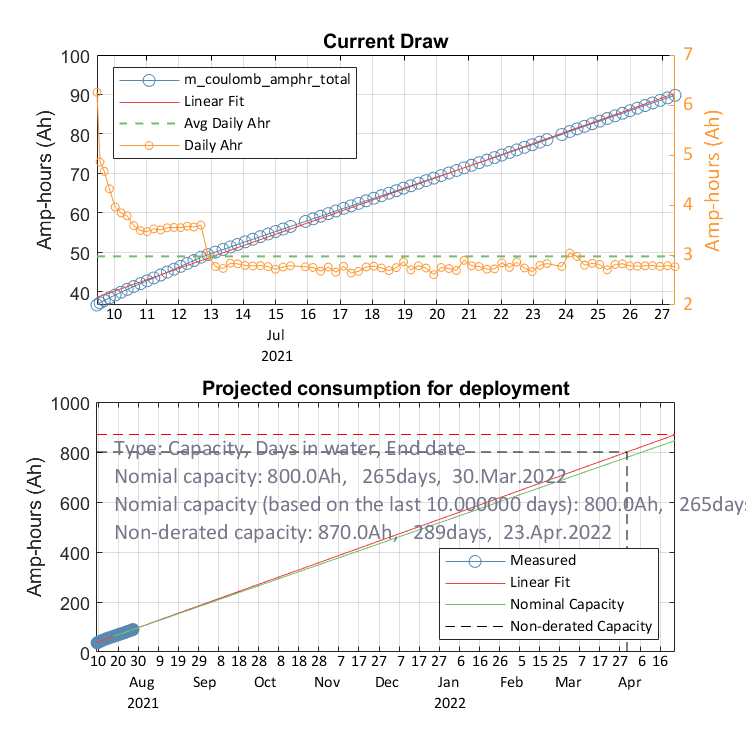 Current Draw
100
90
80
70
60
50
40
Amp-hours (Ah)
7
6
5
4
3
2
Amp-hours (Ah)
m_coulomb_amphr_total
Linear Fit
Avg Daily Ahr
Daily Ahr
10 11 12 13 14 15 16 17 18 19 20 21 22 23 24 25 26 27
Jul
2021
Projected consumption for deployment
1000
800
600
400
200
0
Amp-hours (Ah)
Type: Capacity, Days in water, End date
Nomial capacity: 800.0Ah, 265days, 30.Mar.2022
Nomial capacity (based on the last 10.000000 days): 800.0Ah, 265days
Non-derated capacity: 870.0Ah, 289days, 23.Apr.2022
Measured
Linear Fit
Nominal Capacity
Non-derated Capacity
10 20 30 9 19 29 8 18 28 8 18 28 7 17 27 7 17 27 6 16 26 5 15 25 7 17 27 6 16
Aug Sep Oct Nov Dec Jan Feb Mar Apr
2021 2022